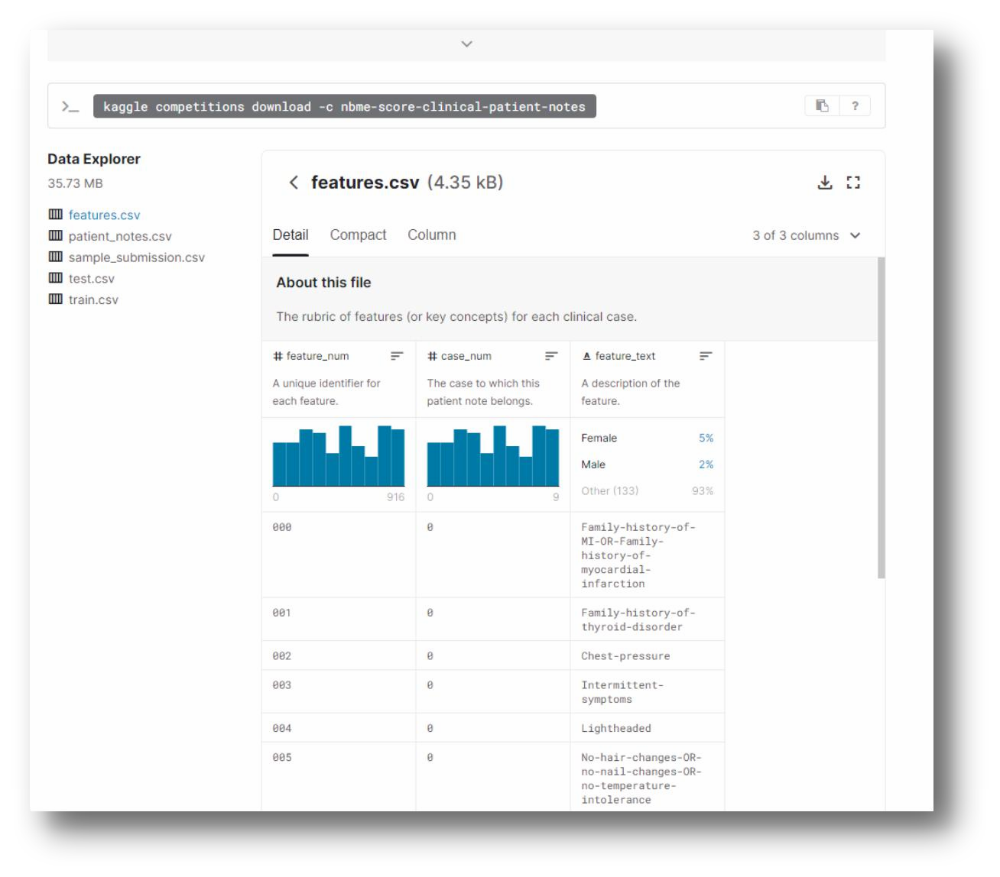 kaggle competitions download -c nbme-score-clinical-patient-notes
?
Data Explorer
35.73 MB
features.csv
patient_notes.csv
sample_submission.csv
test.csv
train.csv
features.csv (4.35 kB)
Detail Compact Column 3 of 3 columns
About this file
The rubric of features (or key concepts) for each clinical case.
# feature_num
A unique identifier for
each feature.
# case_num
The case to which this
patient note belongs.
A feature_text
A description of the
feature.
0 916
0 9
Female 5%
Male 2%
Other (133) 93%
000 0 Family-history-of-
MI-OR-Family-
history-of-
myocardial-
infarction
001 0 Family-history-of-
thyroid-disorder
002 0 Chest-pressure
003 0 Intermittent-
symptoms
004 0 Lightheaded
005 0 No-hair-changes-OR-
no-nail-changes-OR-
no-temperature-
intolerance